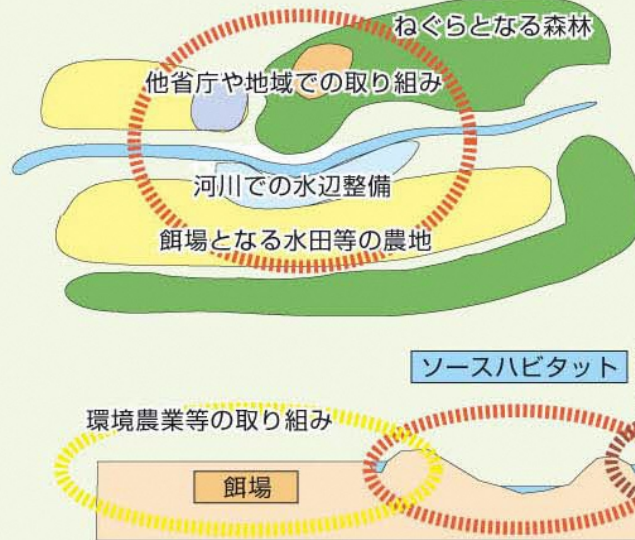 ねぐらとなる森林
他省庁や地域での取り組み
河川での水辺整備
餌場となる水田等の農地
ソースハビタット
環境農業等の取り組み
餌場